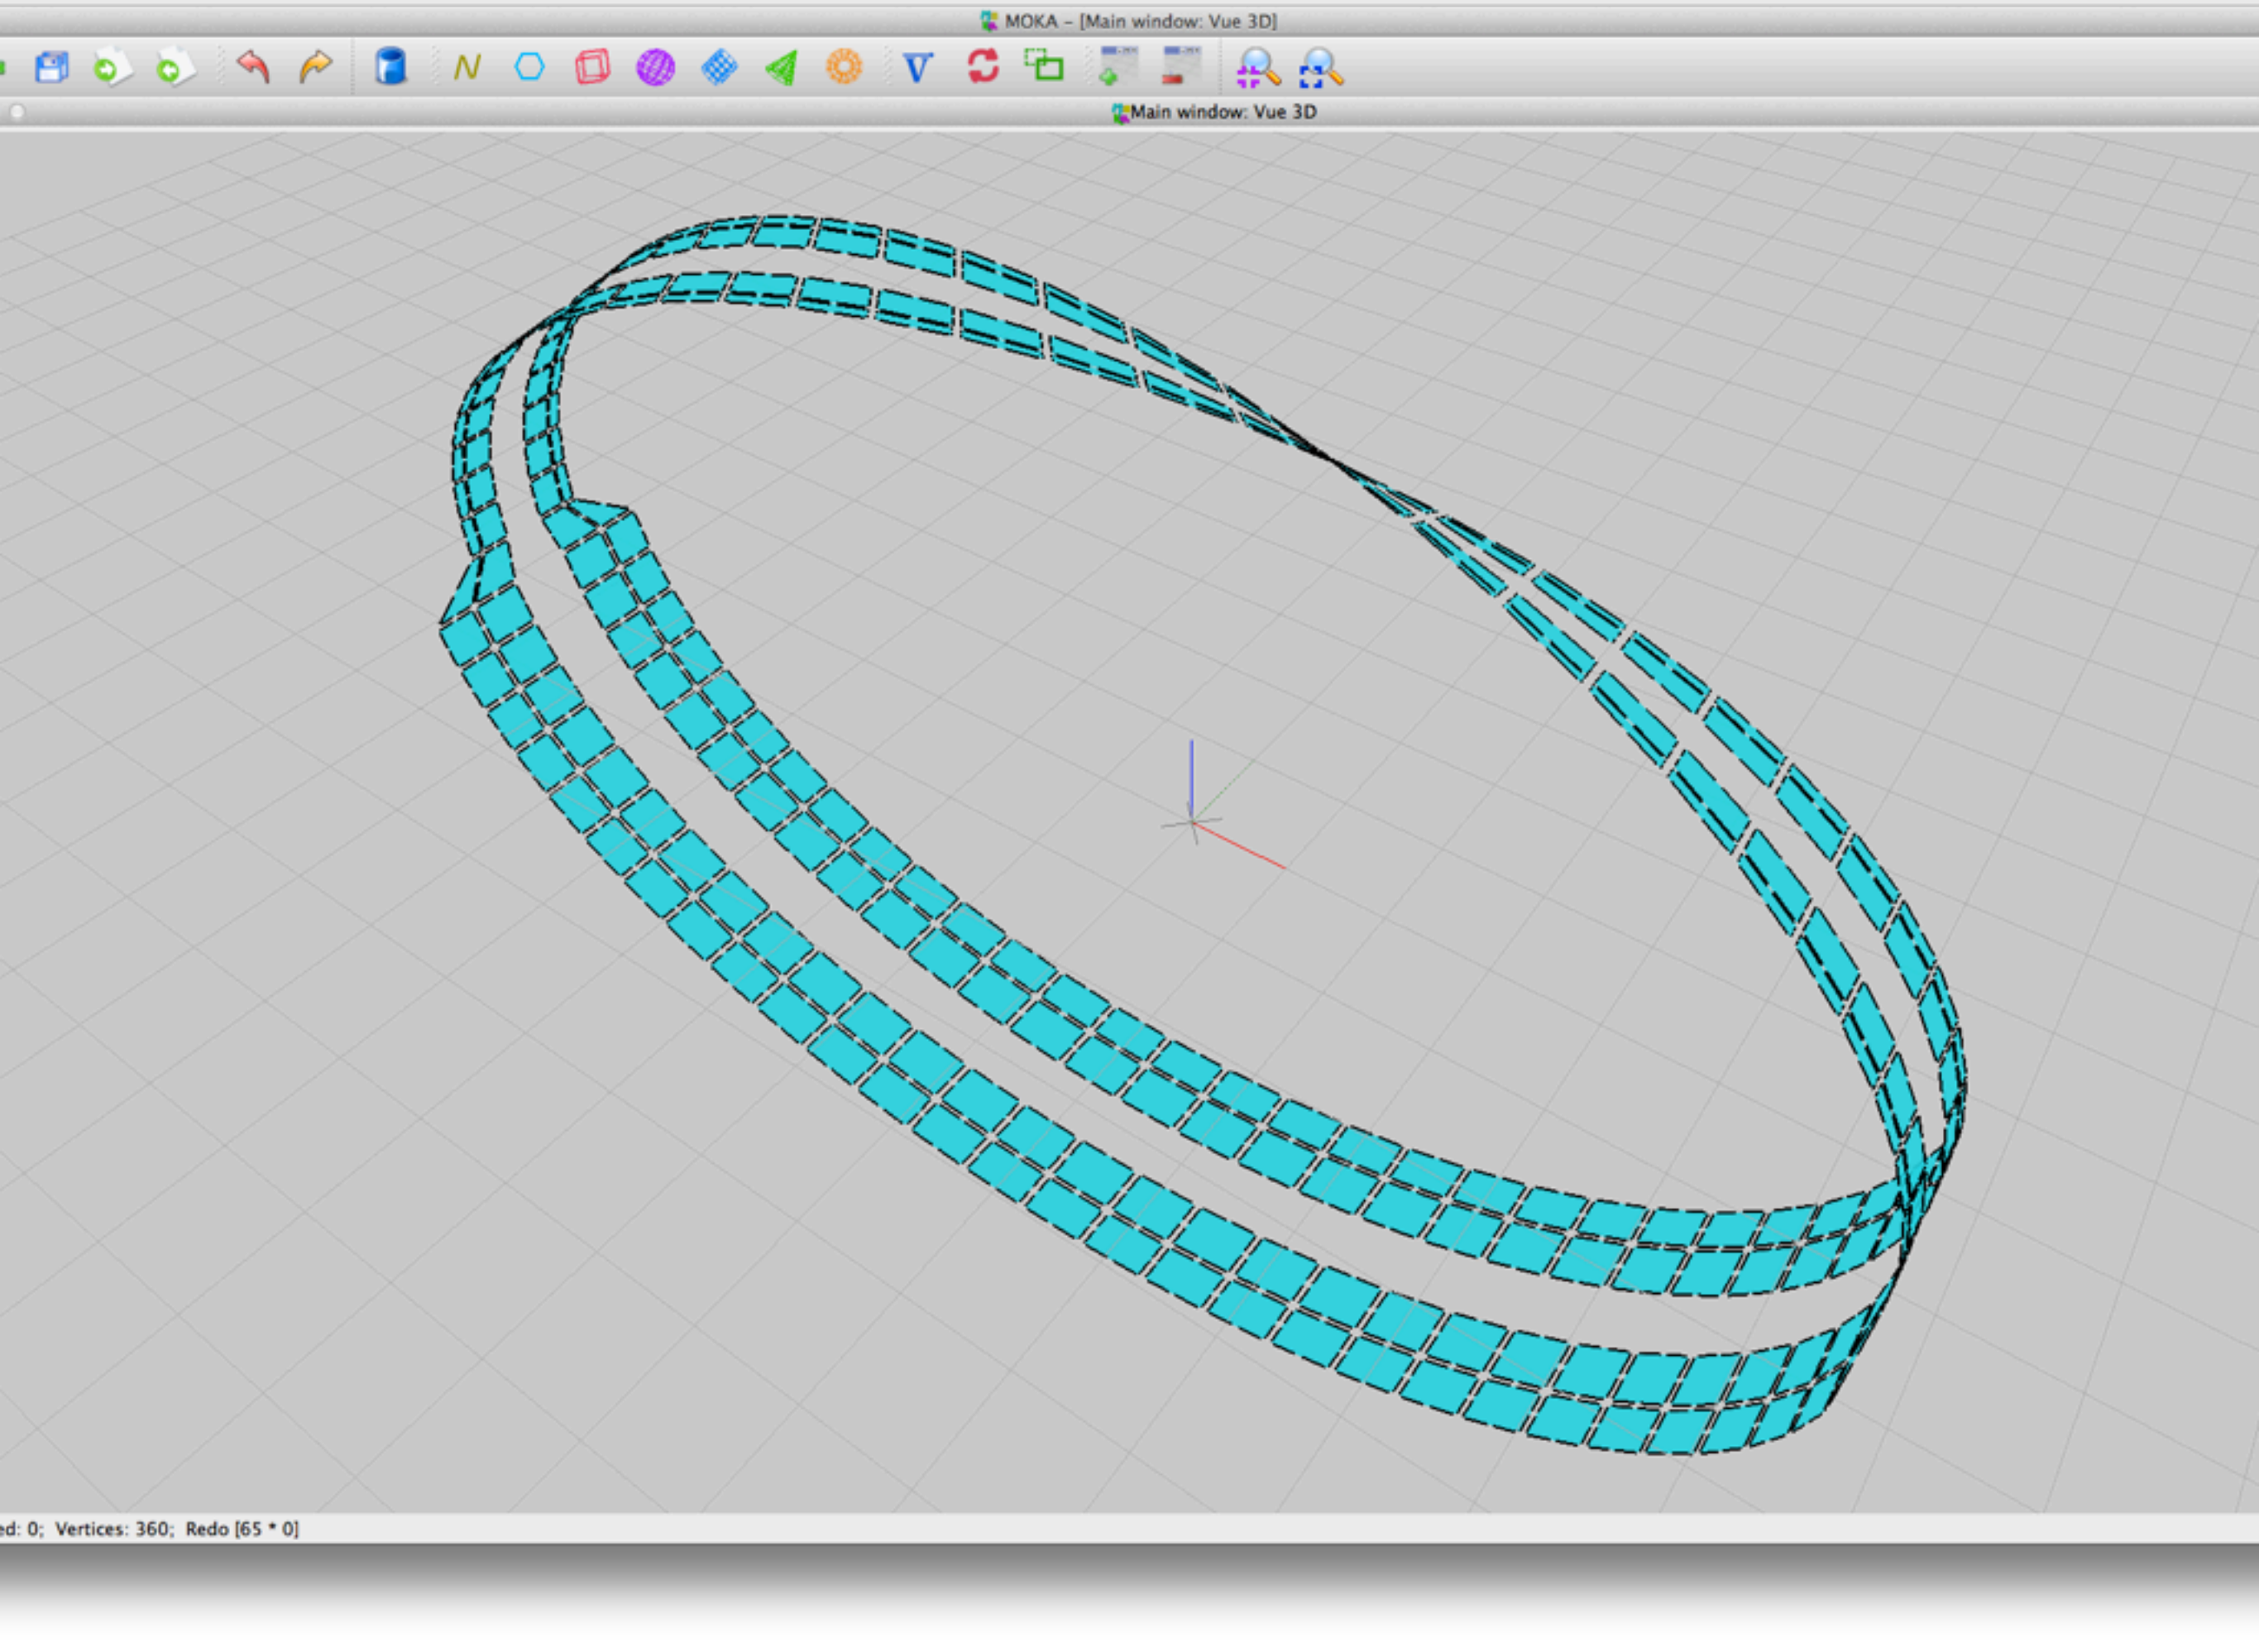 MOKA – [Main window: Vue 3D]
Main window: Vue 3D
ed: 0; Vertices: 360; Redo [65 * 0]